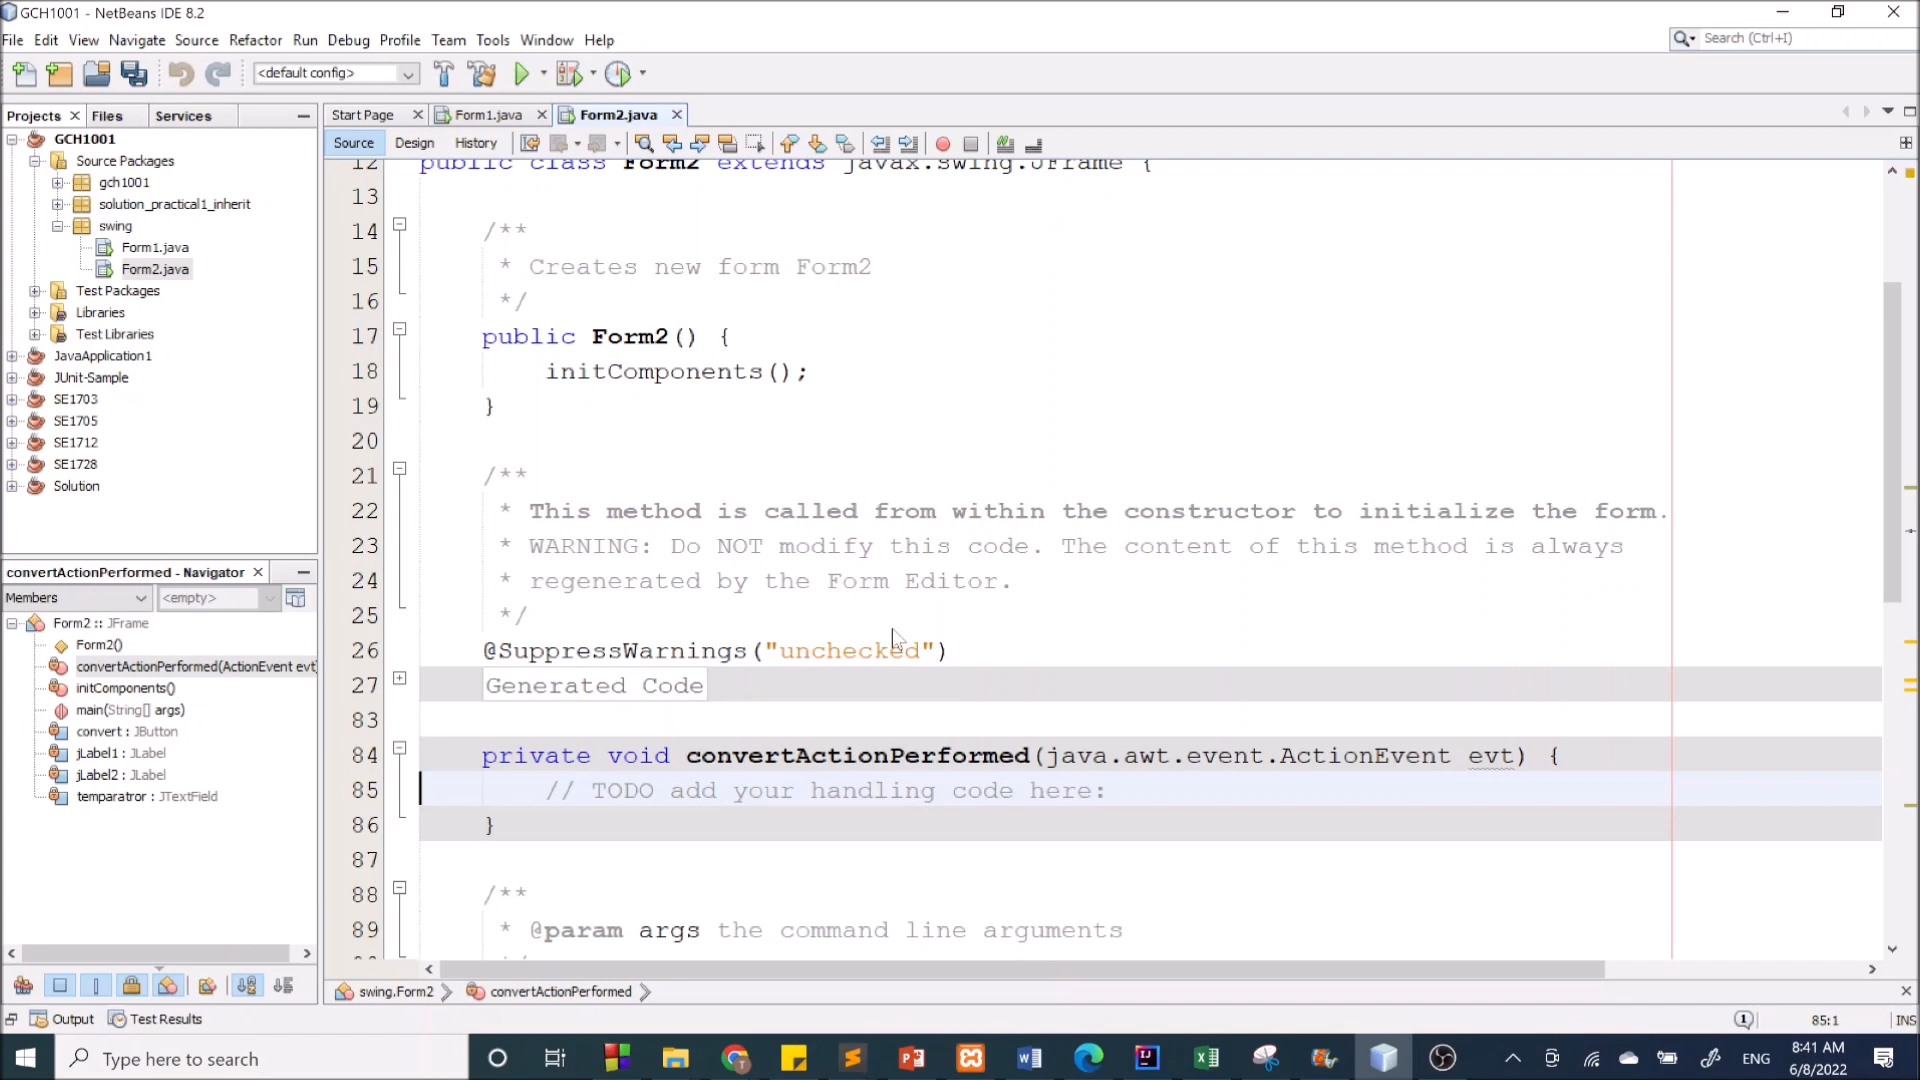 GCH1001 - NetBeans IDE 8.2
File Edit View Navigate Source Refactor Run Debug Profile Team Tools Window Help
Search (Ctrl+I)
<default config>
Projects Files Services
Start Page Form1.java Form2.java
GCH1001
Source Packages
gch1001
solution_practical1_inherit
swing
Form1.java
Form2.java
Test Packages
Libraries
Test Libraries
JavaApplication1
JUnit-Sample
SE1703
SE1705
SE1712
SE1728
Solution
convertActionPerformed - Navigator
Members <empty>
Form2 :: JFrame
Form2()
convertActionPerformed(ActionEvent evt)
initComponents()
main(String[] args)
convert : JButton
jLabel1 : JLabel
jLabel2 : JLabel
temparatror : JTextField
Source Design History
12 public class Form2 extends javax.swing.JFrame {
13
14 /**
15 * Creates new form Form2
16 */
17 public Form2() {
18 initComponents();
19 }
20
21 /**
22 * This method is called from within the constructor to initialize the form.
23 * WARNING: Do NOT modify this code. The content of this method is always
24 * regenerated by the Form Editor.
25 */
26 @SuppressWarnings("unchecked")
27 Generated Code
83
84 private void convertActionPerformed(java.awt.event.ActionEvent evt) {
85 // TODO add your handling code here:
86 }
87
88 /**
89 * @param args the command line arguments
swing.Form2 convertActionPerformed
Output Test Results
1 85:1 INS
Type here to search
ENG
8:41 AM
6/8/2022